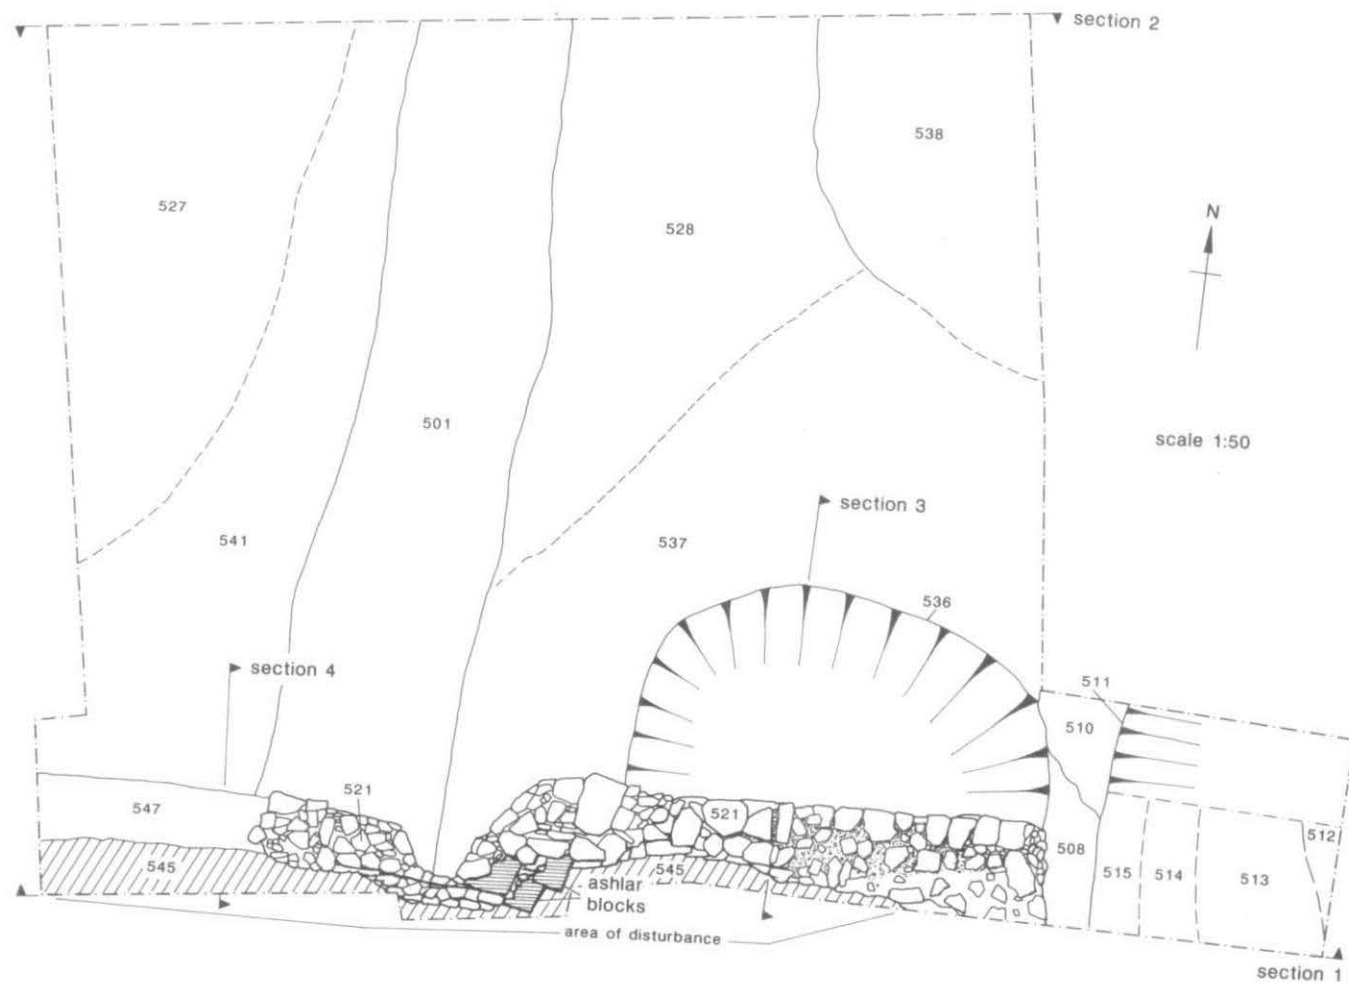 section 2
538
527
528
N
501
scale 1:50
section 3
541
537
536
section 4
511
510
521
547
521
512
508
545
545
515
514
513
ashlar
blocks
area of disturbance
section 1